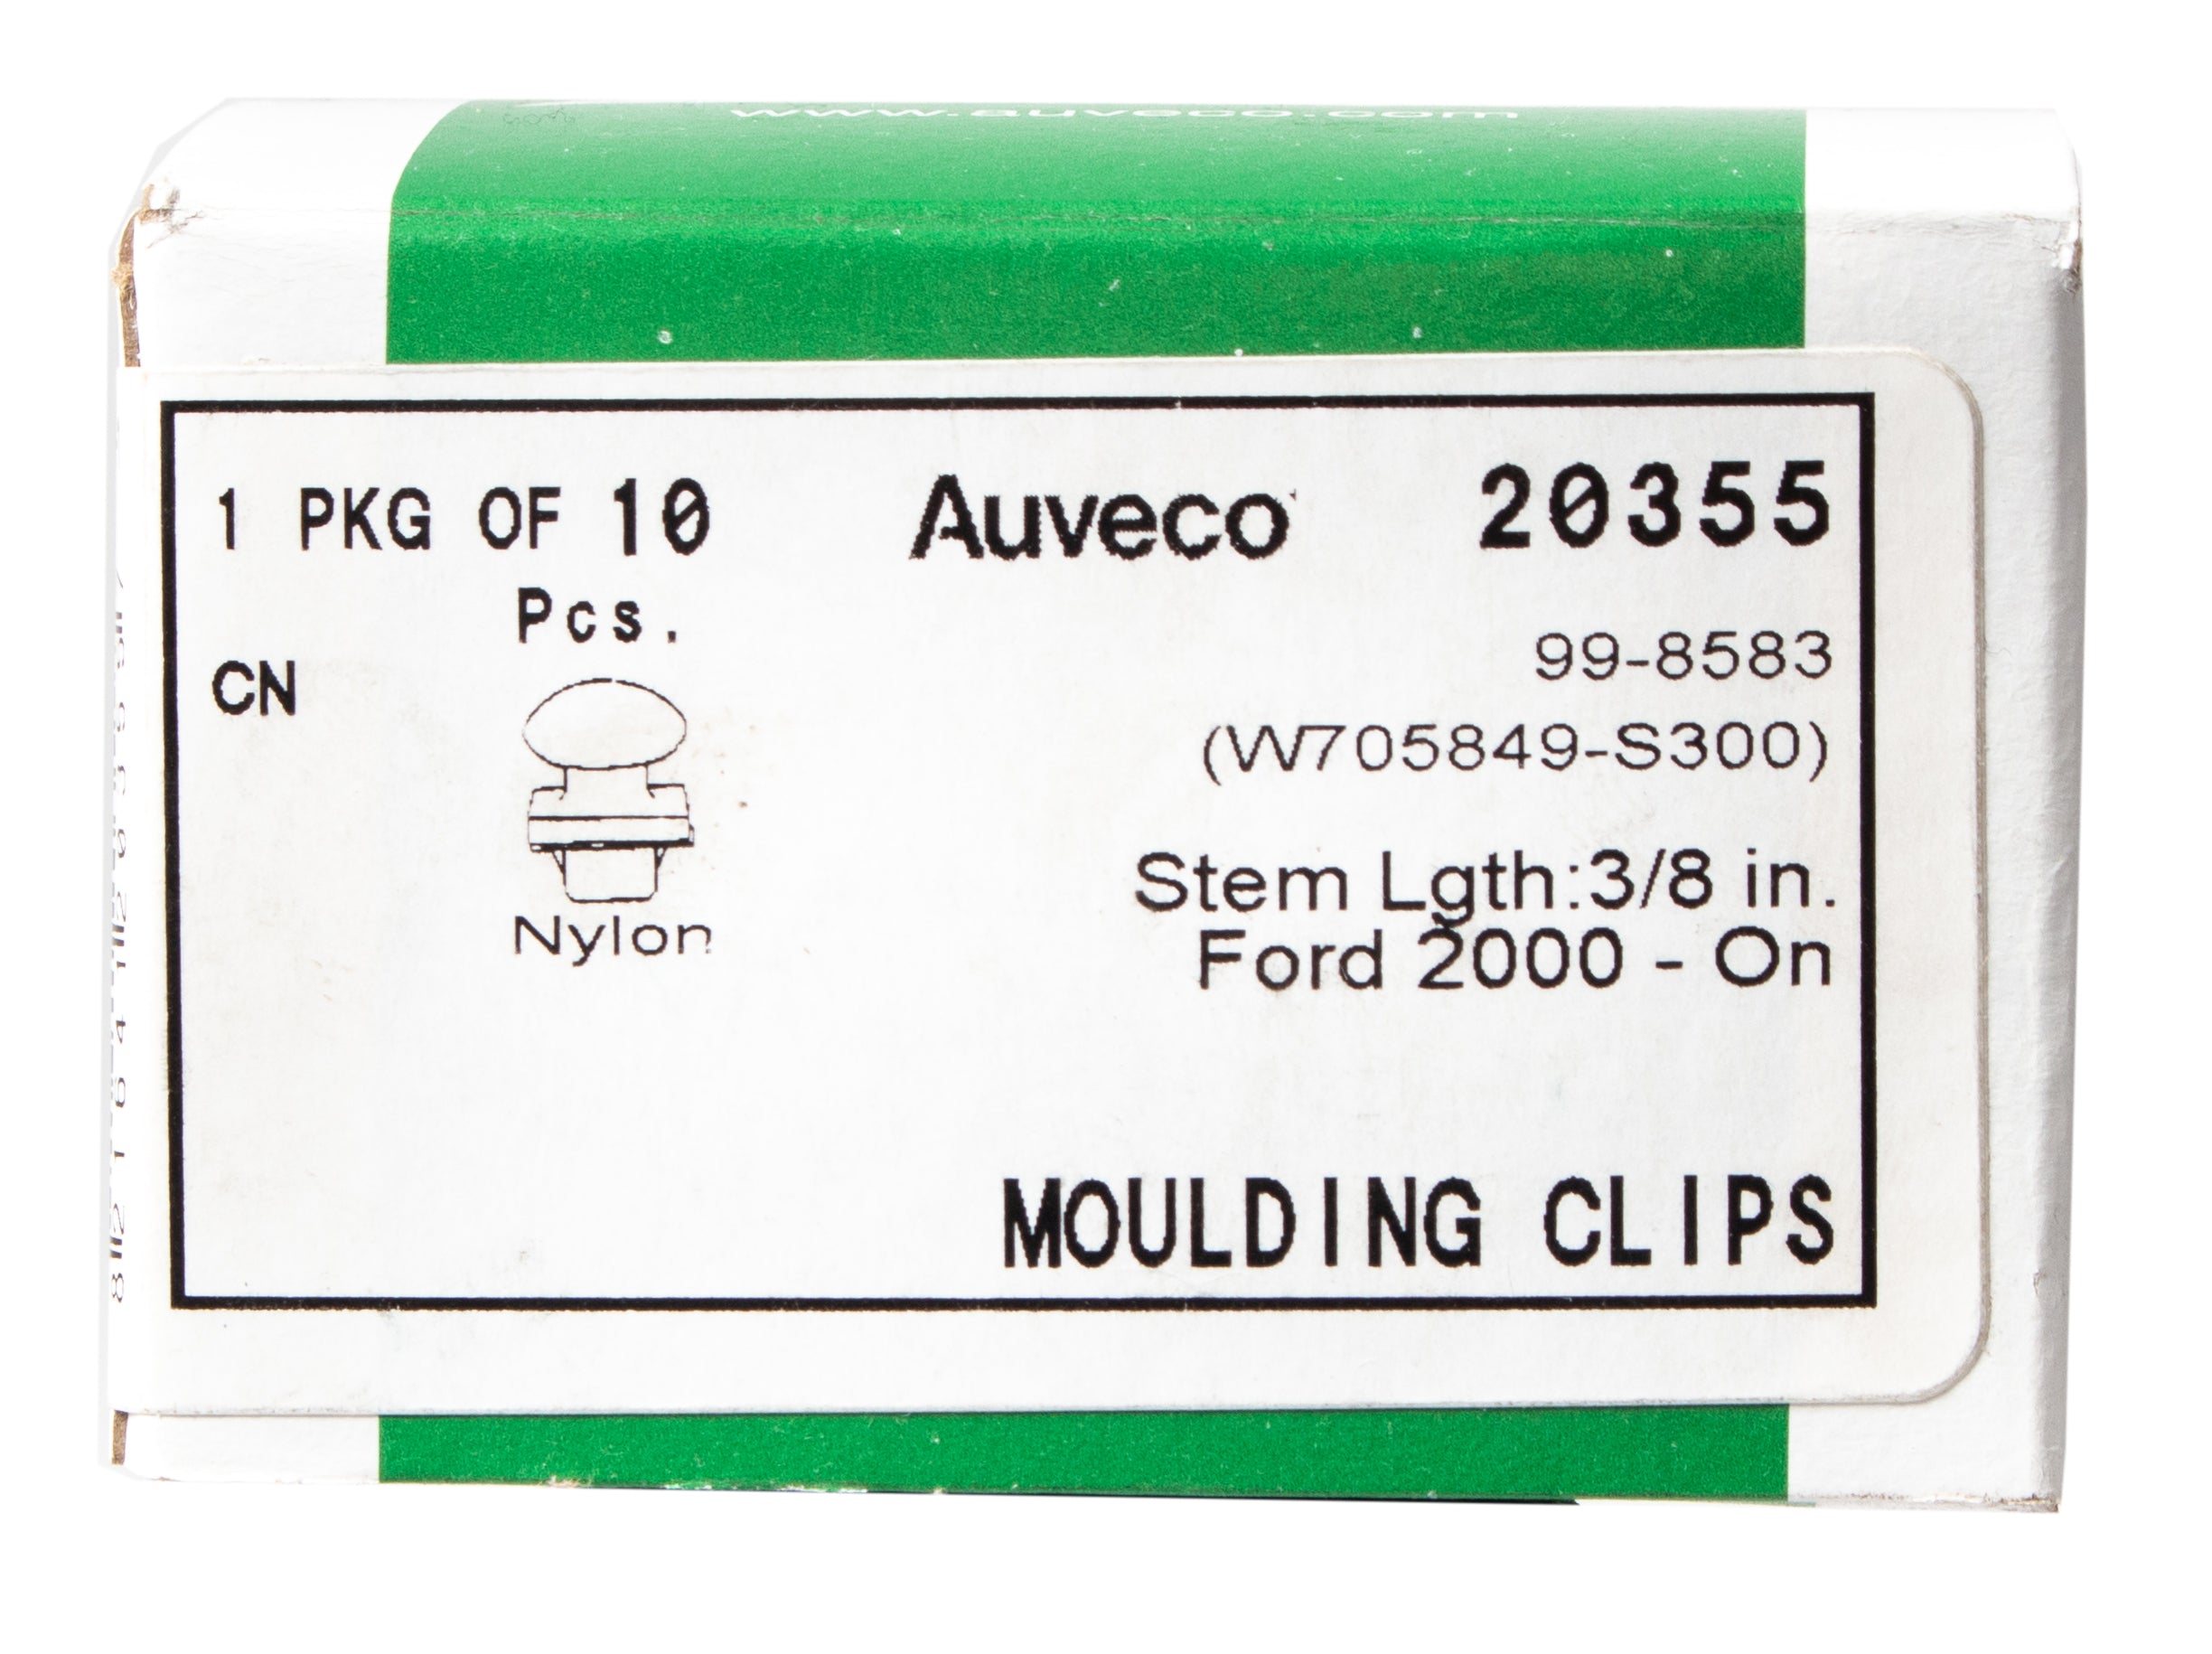 www.auveco.com
1 PKG OF 10 Auveco 20355
Pcs.
99-8583
CN
(W705849-S300)
Stem Lgth:3/8 in.
Nylon
Ford 2000 - On
MOULDING CLIPS